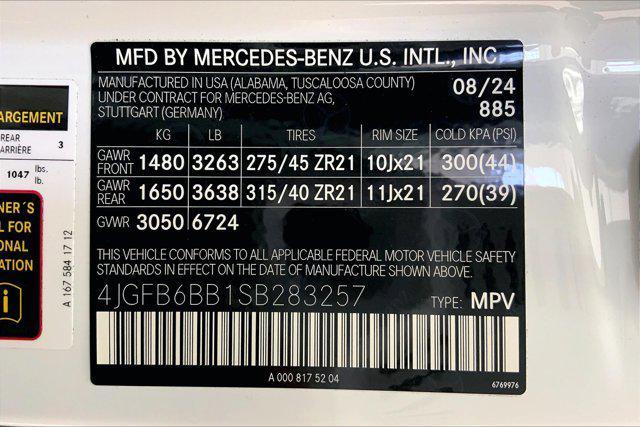 ARGEMENT
REAR
ARRIÈRE 3
1047 lbs.
lb.
NER´S
L FOR
ONAL
ATION
i
A 167 584 17 12
MFD BY MERCEDES-BENZ U.S. INTL., INC
MANUFACTURED IN USA (ALABAMA, TUSCALOOSA COUNTY)
UNDER CONTRACT FOR MERCEDES-BENZ AG,
STUTTGART (GERMANY)
08/24
885
KG LB TIRES RIM SIZE COLD KPA (PSI)
GAWR
FRONT 1480 3263 275/45 ZR21 10Jx21 300(44)
GAWR
REAR 1650 3638 315/40 ZR21 11Jx21 270(39)
GVWR 3050 6724
THIS VEHICLE CONFORMS TO ALL APPLICABLE FEDERAL MOTOR VEHICLE SAFETY
STANDARDS IN EFFECT ON THE DATE OF MANUFACTURE SHOWN ABOVE.
4JGFB6BB1SB283257 TYPE: MPV
A 000 817 52 04
6769976